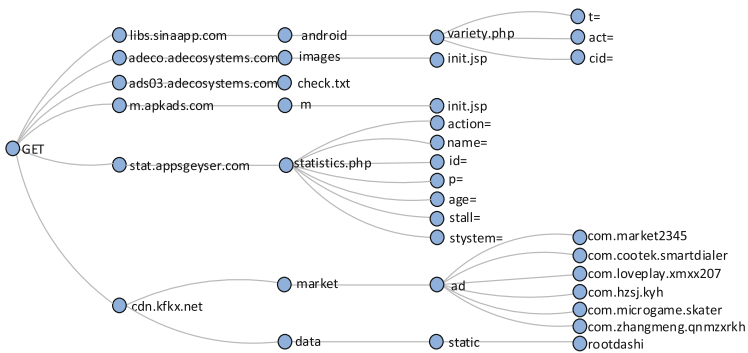 GET
libs.sinaapp.com
android
variety.php
t=
act=
cid=
adeco.adecosystems.com
images
init.jsp
ads03.adecosystems.com
check.txt
m.apkads.com
m
init.jsp
stat.appsgeyser.com
statistics.php
action=
name=
id=
p=
age=
stall=
stystem=
cdn.kfkx.net
market
ad
com.market2345
com.cootek.smartdialer
com.loveplay.xmxx207
com.hzsj.kyh
com.microgame.skater
com.zhangmeng.qnmzxrkh
data
static
rootdashi